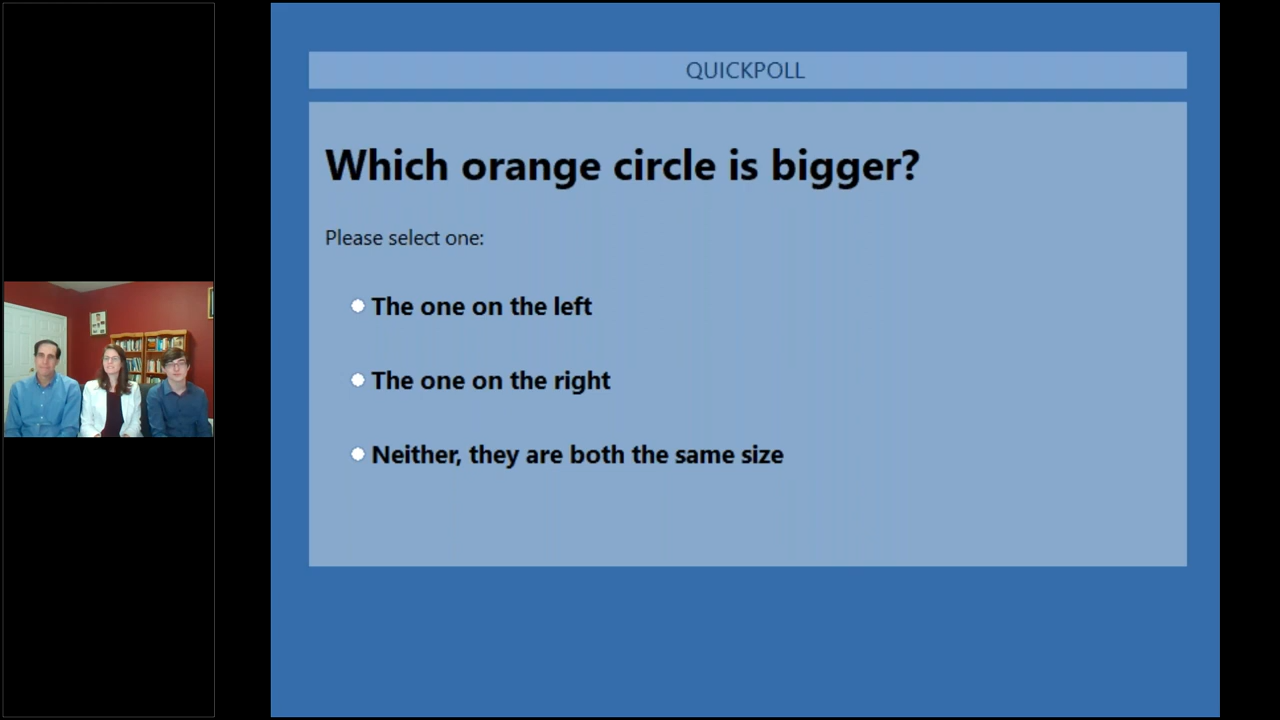 QUICKPOLL
Which orange circle is bigger?
Please select one:
The one on the left
The one on the right
Neither, they are both the same size